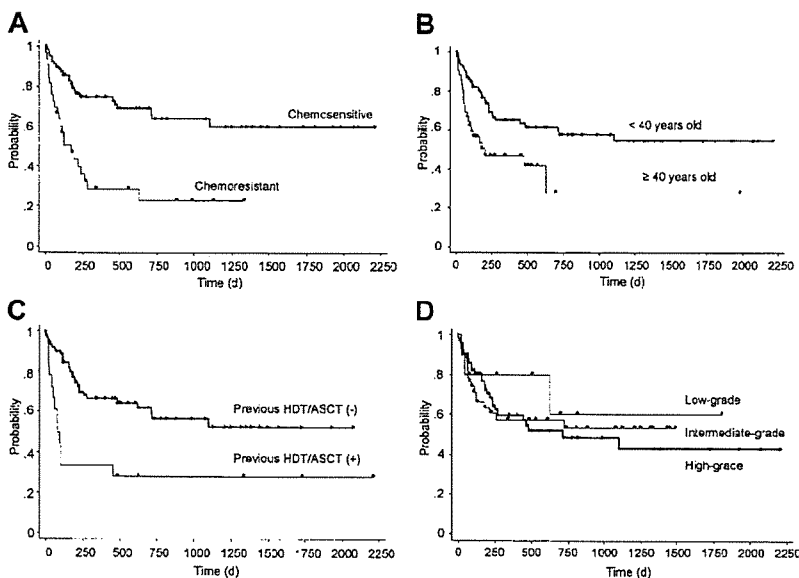 A
Probability
1
.8
.6
.4
.2
0
Chemosensitive
Chemoresistant
0 250 500 750 1000 1250 1500 1750 2000 2250
Time (d)
B
Probability
1
.8
.6
.4
.2
0
< 40 years old
≥ 40 years old
0 250 500 750 1000 1250 1500 1750 2000 2250
Time (d)
C
Probability
1
.8
.6
.4
.2
0
Previous HDT/ASCT (-)
Previous HDT/ASCT (+)
0 250 500 750 1000 1250 1500 1750 2000 2250
Time (d)
D
Probability
1
.8
.6
.4
.2
0
Low-grade
Intermediate-grade
High-grace
0 250 500 750 1000 1250 1500 1750 2000 2250
Time (d)